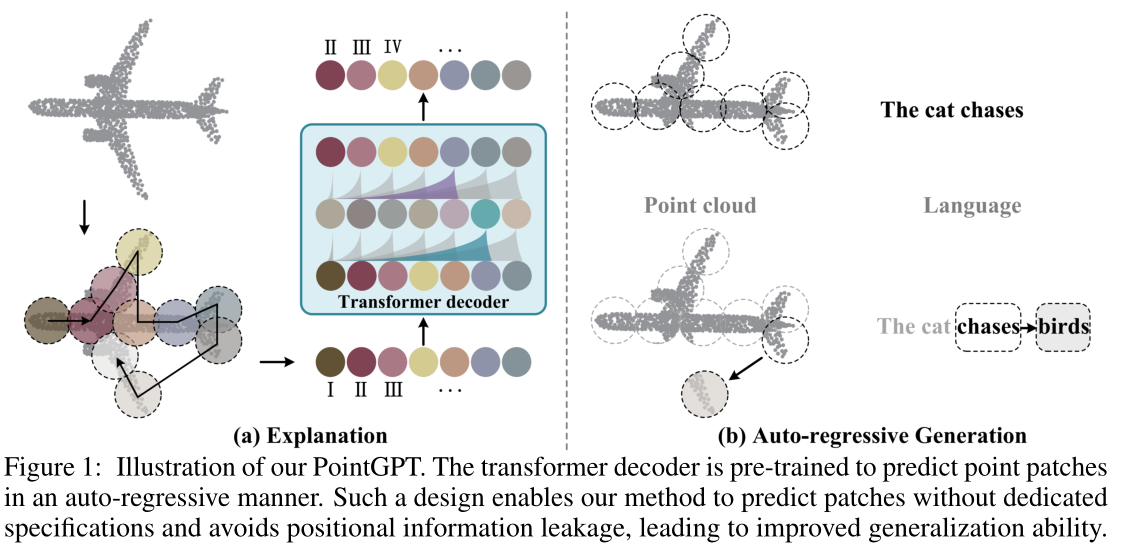 II III IV ...
Transformer decoder
I II III ...
(a) Explanation
The cat chases
Point cloud
Language
The cat chases birds
(b) Auto-regressive Generation
Figure 1: Illustration of our PointGPT. The transformer decoder is pre-trained to predict point patches
in an auto-regressive manner. Such a design enables our method to predict patches without dedicated
specifications and avoids positional information leakage, leading to improved generalization ability.